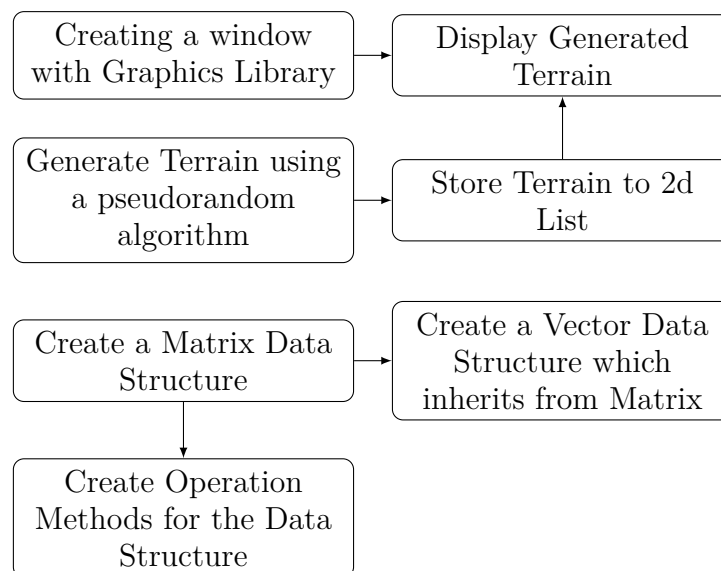 Creating a window
with Graphics Library
Display Generated
Terrain
Generate Terrain using
a pseudorandom
algorithm
Store Terrain to 2d
List
Create a Matrix Data
Structure
Create a Vector Data
Structure which
inherits from Matrix
Create Operation
Methods for the Data
Structure